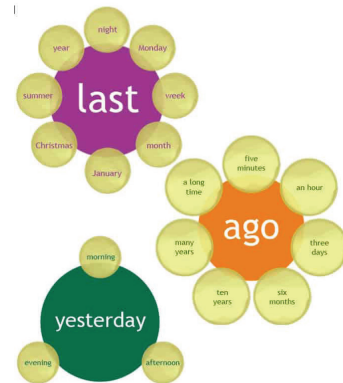 night
year
Monday
summer
last
week
Christmas
month
January
five
minutes
a long
time
an hour
ago
many
years
three
days
ten
years
six
months
morning
yesterday
evening
afternoon